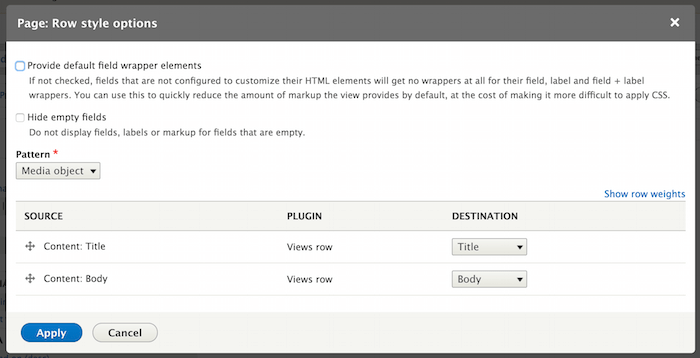 Page: Row style options
Provide default field wrapper elements
If not checked, fields that are not configured to customize their HTML elements will get no wrappers at all for their field, label and field + label
wrappers. You can use this to quickly reduce the amount of markup the view provides by default, at the cost of making it more difficult to apply CSS.
Hide empty fields
Do not display fields, labels or markup for fields that are empty.
Pattern *
Media object
Show row weights
SOURCE PLUGIN DESTINATION
Content: Title Views row Title
Content: Body Views row Body
Apply Cancel